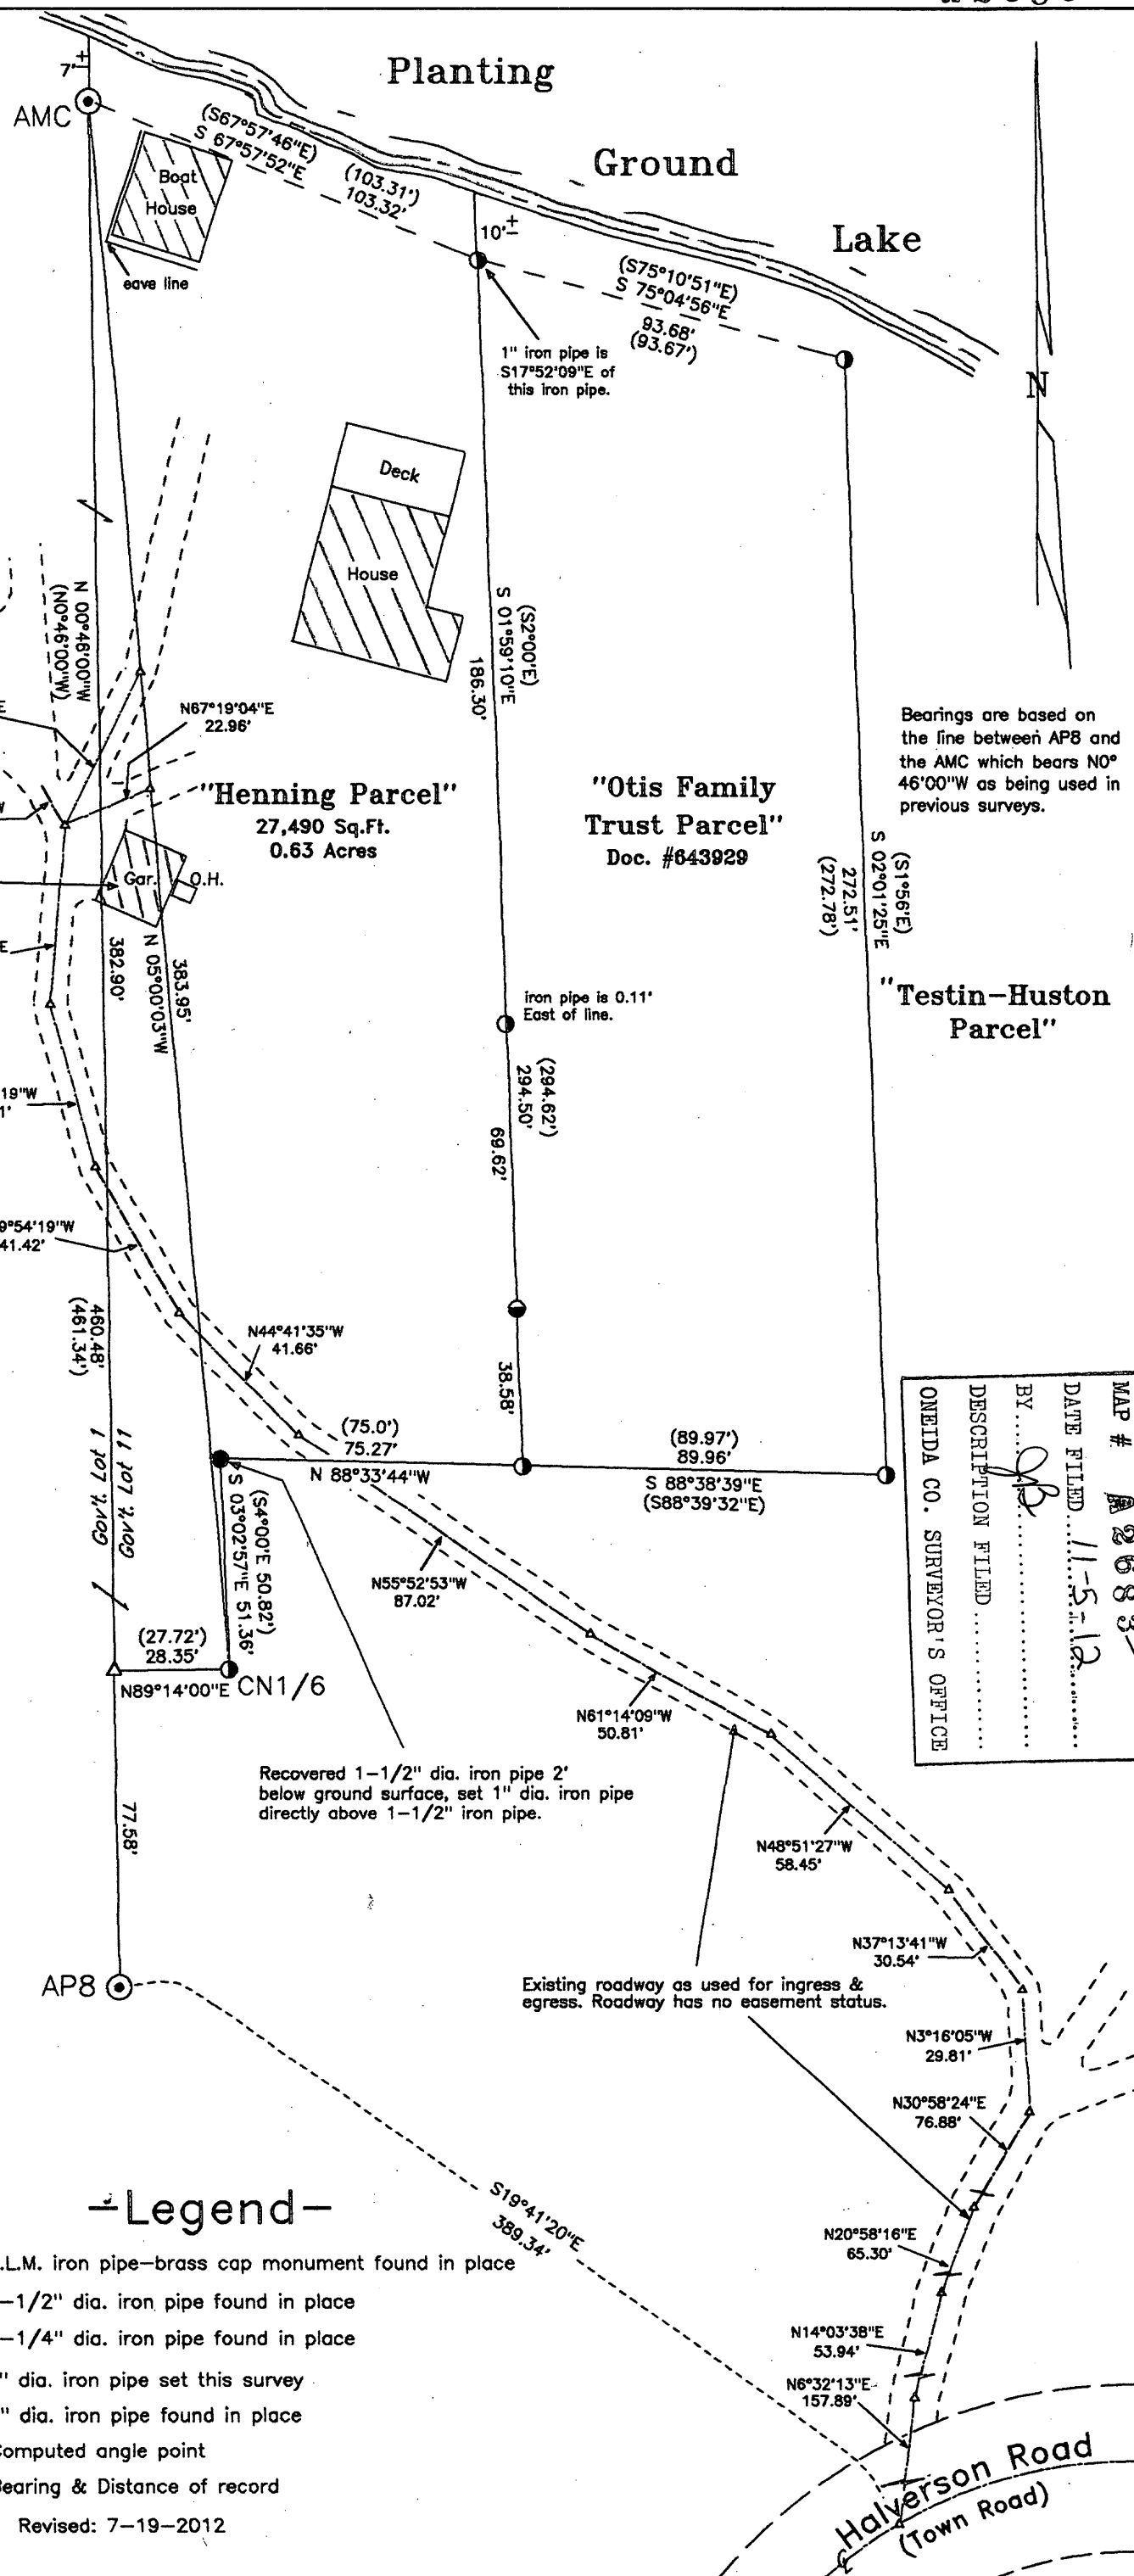 Planting
Ground
Lake
7'±
AMC
(S67°57'46"E)
S 67°57'52"E
(103.31')
103.32'
Boat
House
eave line
10'±
(S75°10'51"E)
S 75°04'56"E
93.68'
(93.67')
1" iron pipe is
S17°52'09"E of
this iron pipe.
N
Deck
House
N 00°46'00"W
(N0°46'00"W)
(S2°00'E)
S 01°59'10"E
186.30'
E
N67°19'04"E
22.96'
Bearings are based on
the line between AP8 and
the AMC which bears N0°
46'00"W as being used in
previous surveys.
"Henning Parcel"
27,490 Sq.Ft.
0.63 Acres
"Otis Family
Trust Parcel"
Doc. #643929
Gar.
O.H.
(S1°56'E)
S 02°01'25"E
272.51'
(272.78')
E
382.90'
N 05°00'03"W
383.95'
iron pipe is 0.11'
East of line.
"Testin-Huston
Parcel"
19"W
1'
(294.62')
294.50'
69.62'
9°54'19"W
41.42'
460.48'
(461.34')
N44°41'35"W
41.66'
38.58'
(75.0')
75.27'
N 88°33'44"W
(89.97')
89.96'
S 88°38'39"E
(S88°39'32"E)
MAP # A2683
DATE FILED 11-5-12
BY
DESCRIPTION FILED
ONEIDA CO. SURVEYOR'S OFFICE
Gov't. Lot 11
Gov't. Lot 1
(S4°00'E 50.82')
S 03°02'57"E 51.36'
N55°52'53"W
87.02'
(27.72')
28.35'
N89°14'00"E
CN1/6
N61°14'09"W
50.81'
Recovered 1-1/2" dia. iron pipe 2'
below ground surface, set 1" dia. iron pipe
directly above 1-1/2" iron pipe.
77.58'
N48°51'27"W
58.45'
N37°13'41"W
30.54'
AP8
Existing roadway as used for ingress &
egress. Roadway has no easement status.
N3°16'05"W
29.81'
N30°58'24"E
76.88'
S19°41'20"E
389.34'
N20°58'16"E
65.30'
N14°03'38"E
53.94'
N6°32'13"E
157.89'
Halverson Road
(Town Road)
-Legend-
.L.M. iron pipe-brass cap monument found in place
-1/2" dia. iron pipe found in place
-1/4" dia. iron pipe found in place
" dia. iron pipe set this survey
" dia. iron pipe found in place
Computed angle point
Bearing & Distance of record
Revised: 7-19-2012